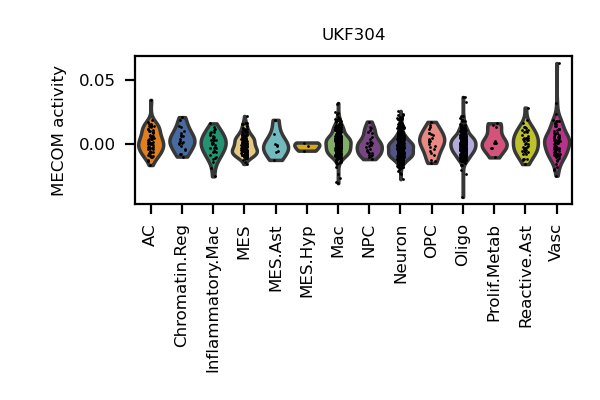 UKF304
MECOM activity
0.05
0.00
AC
Chromatin.Reg
Inflammatory.Mac
MES
MES.Ast
MES.Hyp
Mac
NPC
Neuron
OPC
Oligo
Prolif.Metab
Reactive.Ast
Vasc